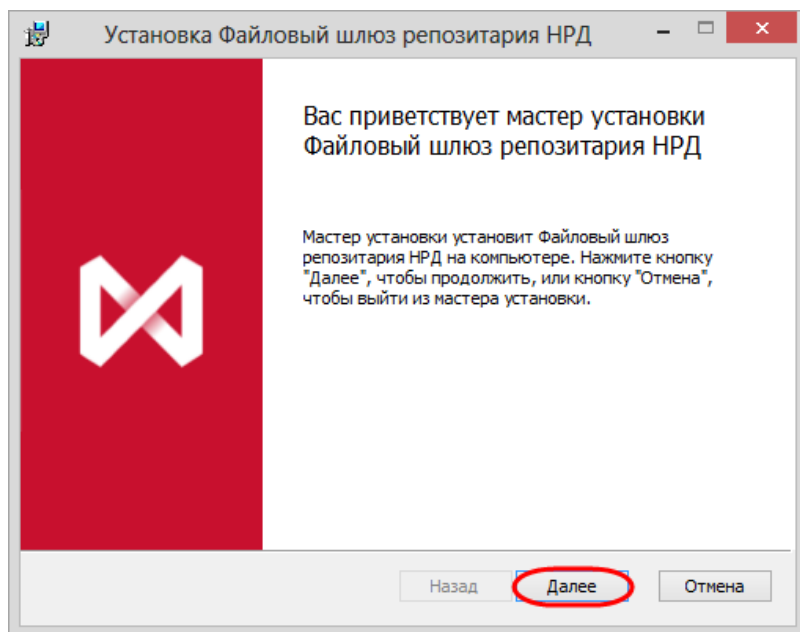 Установка Файловый шлюз репозитария НРД
Вас приветствует мастер установки
Файловый шлюз репозитария НРД
Мастер установки установит Файловый шлюз
репозитария НРД на компьютере. Нажмите кнопку
"Далее", чтобы продолжить, или кнопку "Отмена",
чтобы выйти из мастера установки.
Назад
Далее
Отмена